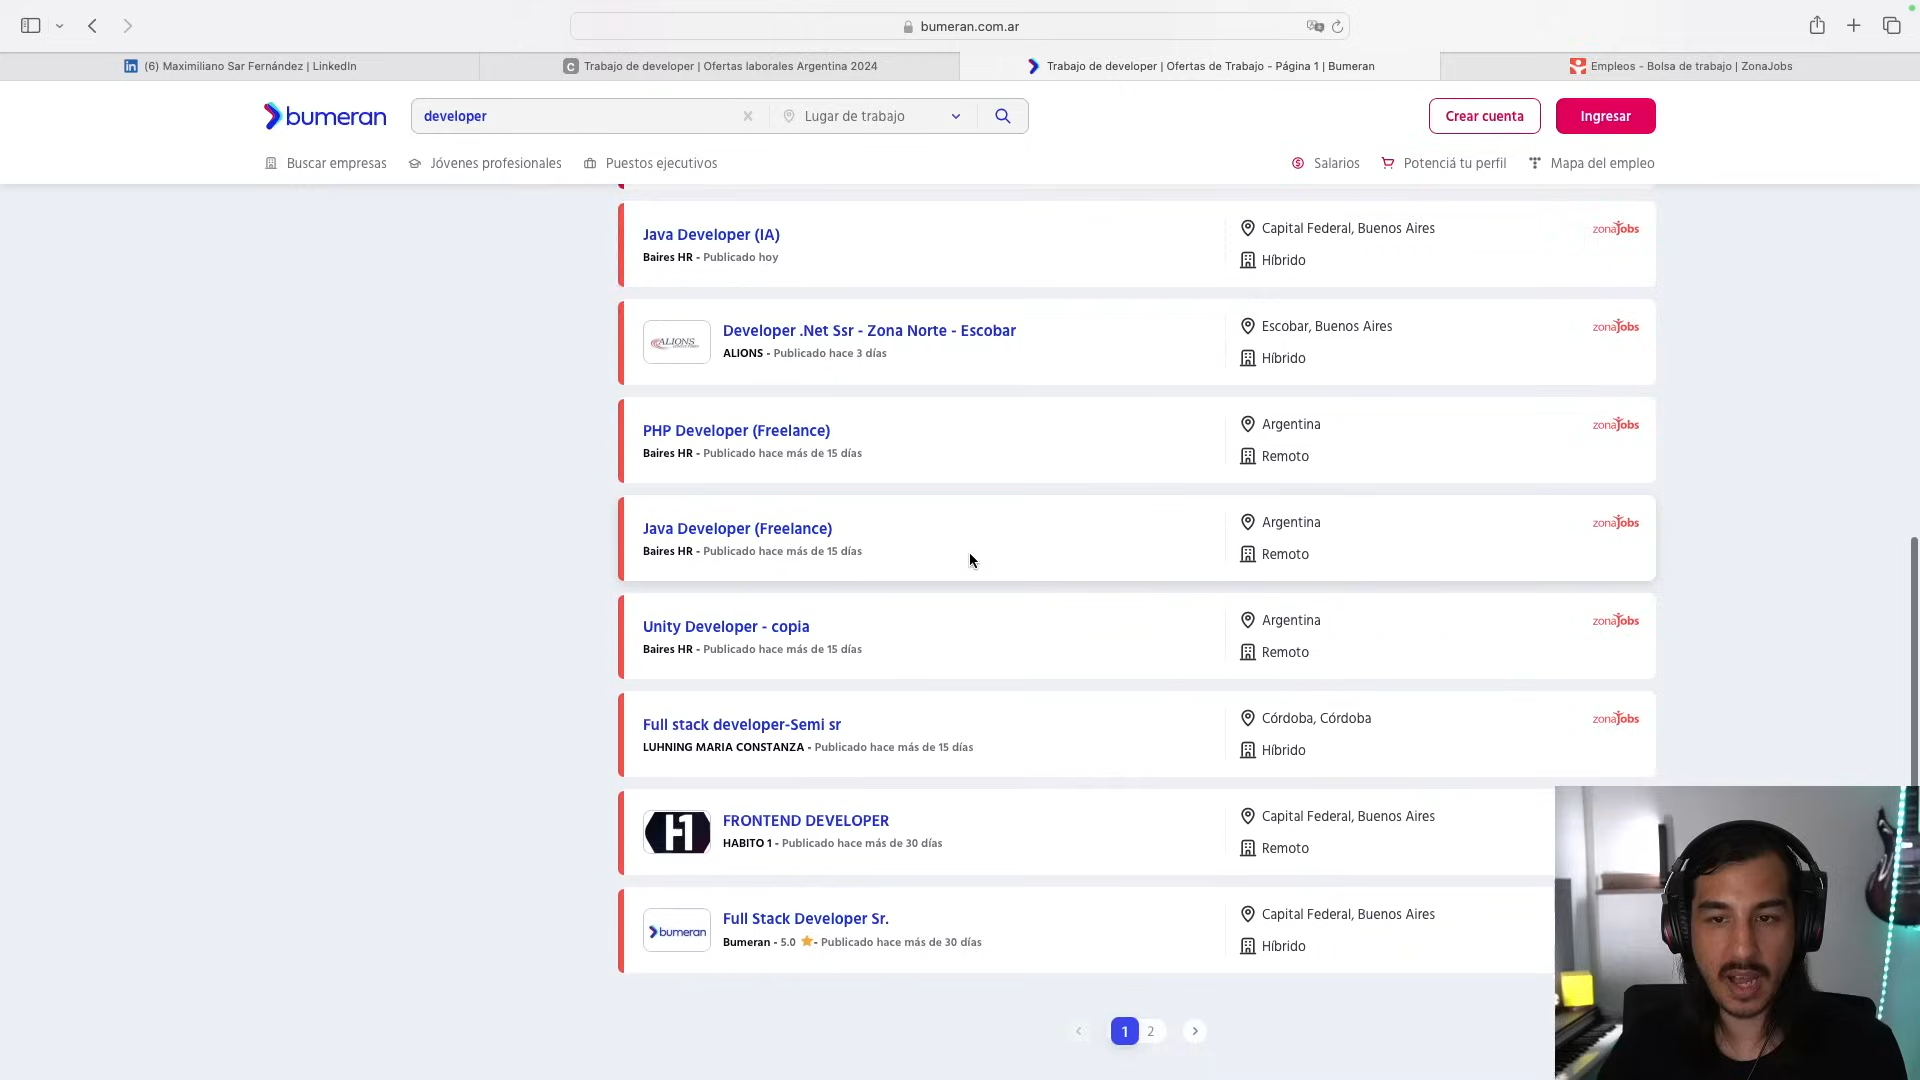 bumeran.com.ar
(6) Maximiliano Sar Fernández | LinkedIn
Trabajo de developer | Ofertas laborales Argentina 2024
Trabajo de developer | Ofertas de Trabajo - Página 1 | Bumeran
Empleos - Bolsa de trabajo | ZonaJobs
bumeran
developer
Lugar de trabajo
Crear cuenta
Ingresar
Buscar empresas
Jóvenes profesionales
Puestos ejecutivos
Salarios
Potenciá tu perfil
Mapa del empleo
Java Developer (IA)
Baires HR - Publicado hoy
Capital Federal, Buenos Aires
Híbrido
zonaJobs
ALIONS
Developer .Net Ssr - Zona Norte - Escobar
ALIONS - Publicado hace 3 días
Escobar, Buenos Aires
Híbrido
zonaJobs
PHP Developer (Freelance)
Baires HR - Publicado hace más de 15 días
Argentina
Remoto
zonaJobs
Java Developer (Freelance)
Baires HR - Publicado hace más de 15 días
Argentina
Remoto
zonaJobs
Unity Developer - copia
Baires HR - Publicado hace más de 15 días
Argentina
Remoto
zonaJobs
Full stack developer-Semi sr
LUHNING MARIA CONSTANZA - Publicado hace más de 15 días
Córdoba, Córdoba
Híbrido
zonaJobs
H1
FRONTEND DEVELOPER
HABITO 1 - Publicado hace más de 30 días
Capital Federal, Buenos Aires
Remoto
bumeran
Full Stack Developer Sr.
Bumeran - 5.0 - Publicado hace más de 30 días
Capital Federal, Buenos Aires
Híbrido
1 2